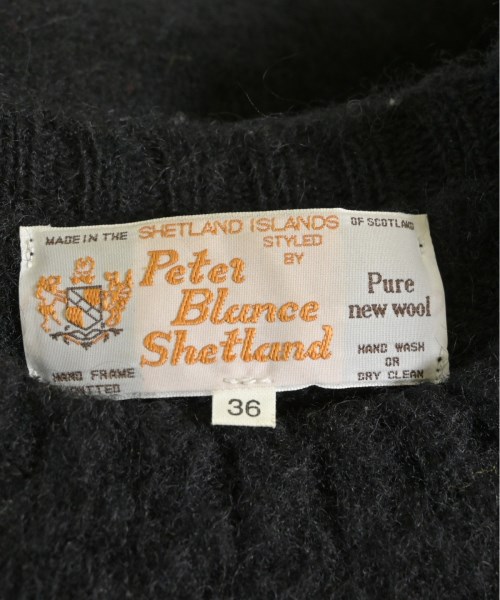 MADE IN THE SHETLAND ISLANDS OF SCOTLAND
STYLED
BY
Peter
Blance
Shetland
Pure
new wool
HAND FRAME
KNITTED
HAND WASH
OR
DRY CLEAN
36